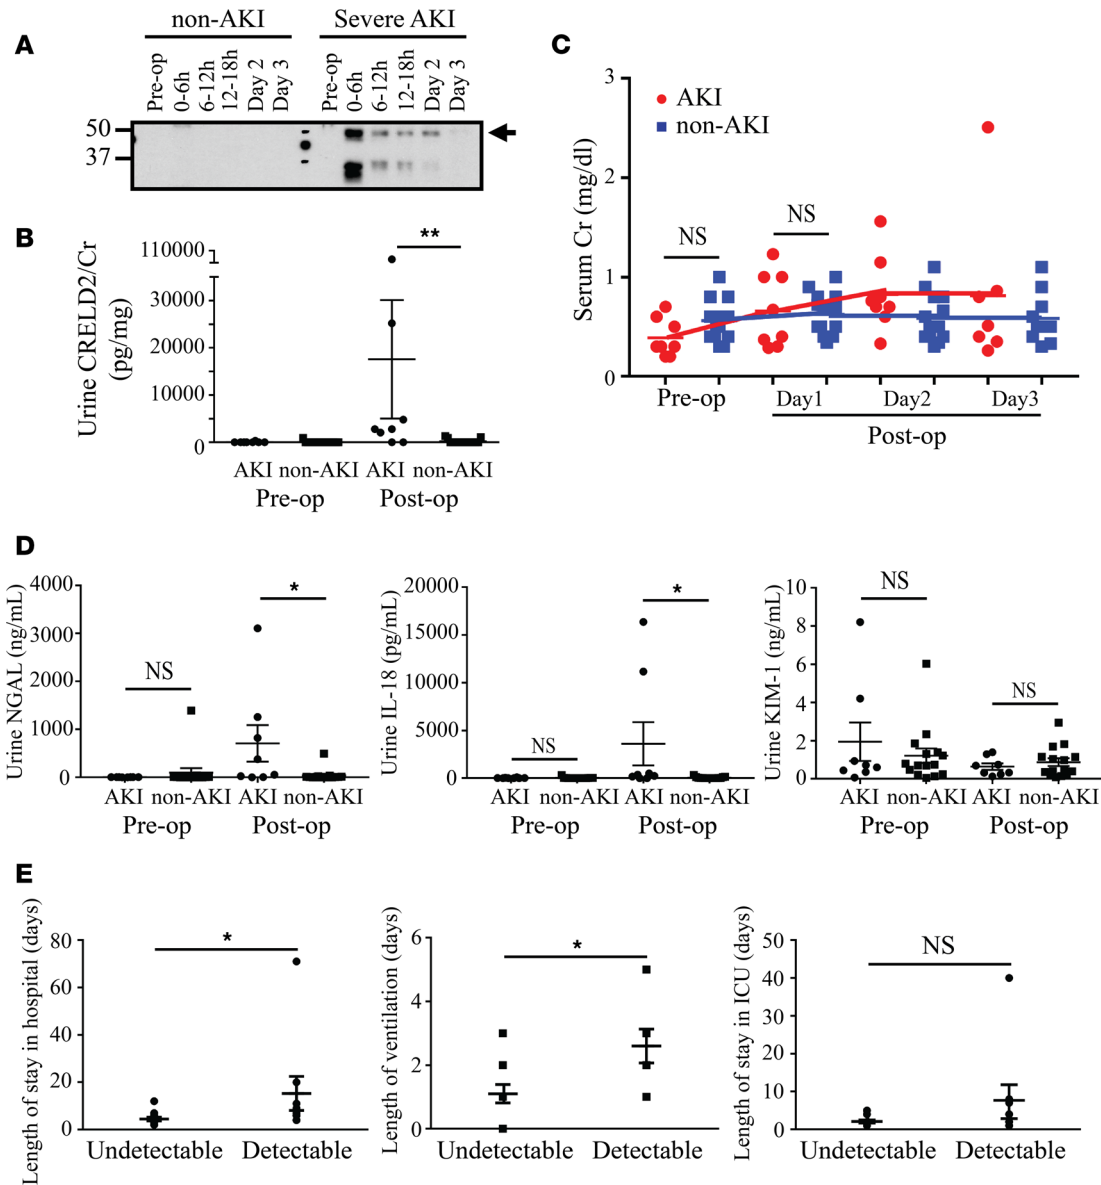 A
non-AKI
Severe AKI
Pre-op
0-6h
6-12h
12-18h
Day 2
Day 3
Pre-op
0-6h
6-12h
12-18h
Day 2
Day 3
50
37
B
Urine CRELD2/Cr
(pg/mg)
110000
30000
20000
10000
0
**
AKI non-AKI AKI non-AKI
Pre-op Post-op
C
Serum Cr (mg/dl)
3
2
1
0
AKI
non-AKI
NS
NS
Pre-op Day1 Day2 Day3
Post-op
D
Urine NGAL (ng/mL)
4000
3000
2000
1000
0
NS
*
AKI non-AKI AKI non-AKI
Pre-op Post-op
Urine IL-18 (pg/mL)
20000
15000
10000
5000
0
NS
*
AKI non-AKI AKI non-AKI
Pre-op Post-op
Urine KIM-1 (ng/mL)
10
8
6
4
2
0
NS
NS
AKI non-AKI AKI non-AKI
Pre-op Post-op
E
Length of stay in hospital (days)
80
60
40
20
0
*
Undetectable Detectable
Length of ventilation (days)
6
4
2
0
*
Undetectable Detectable
Length of stay in ICU (days)
50
40
30
20
10
0
NS
Undetectable Detectable